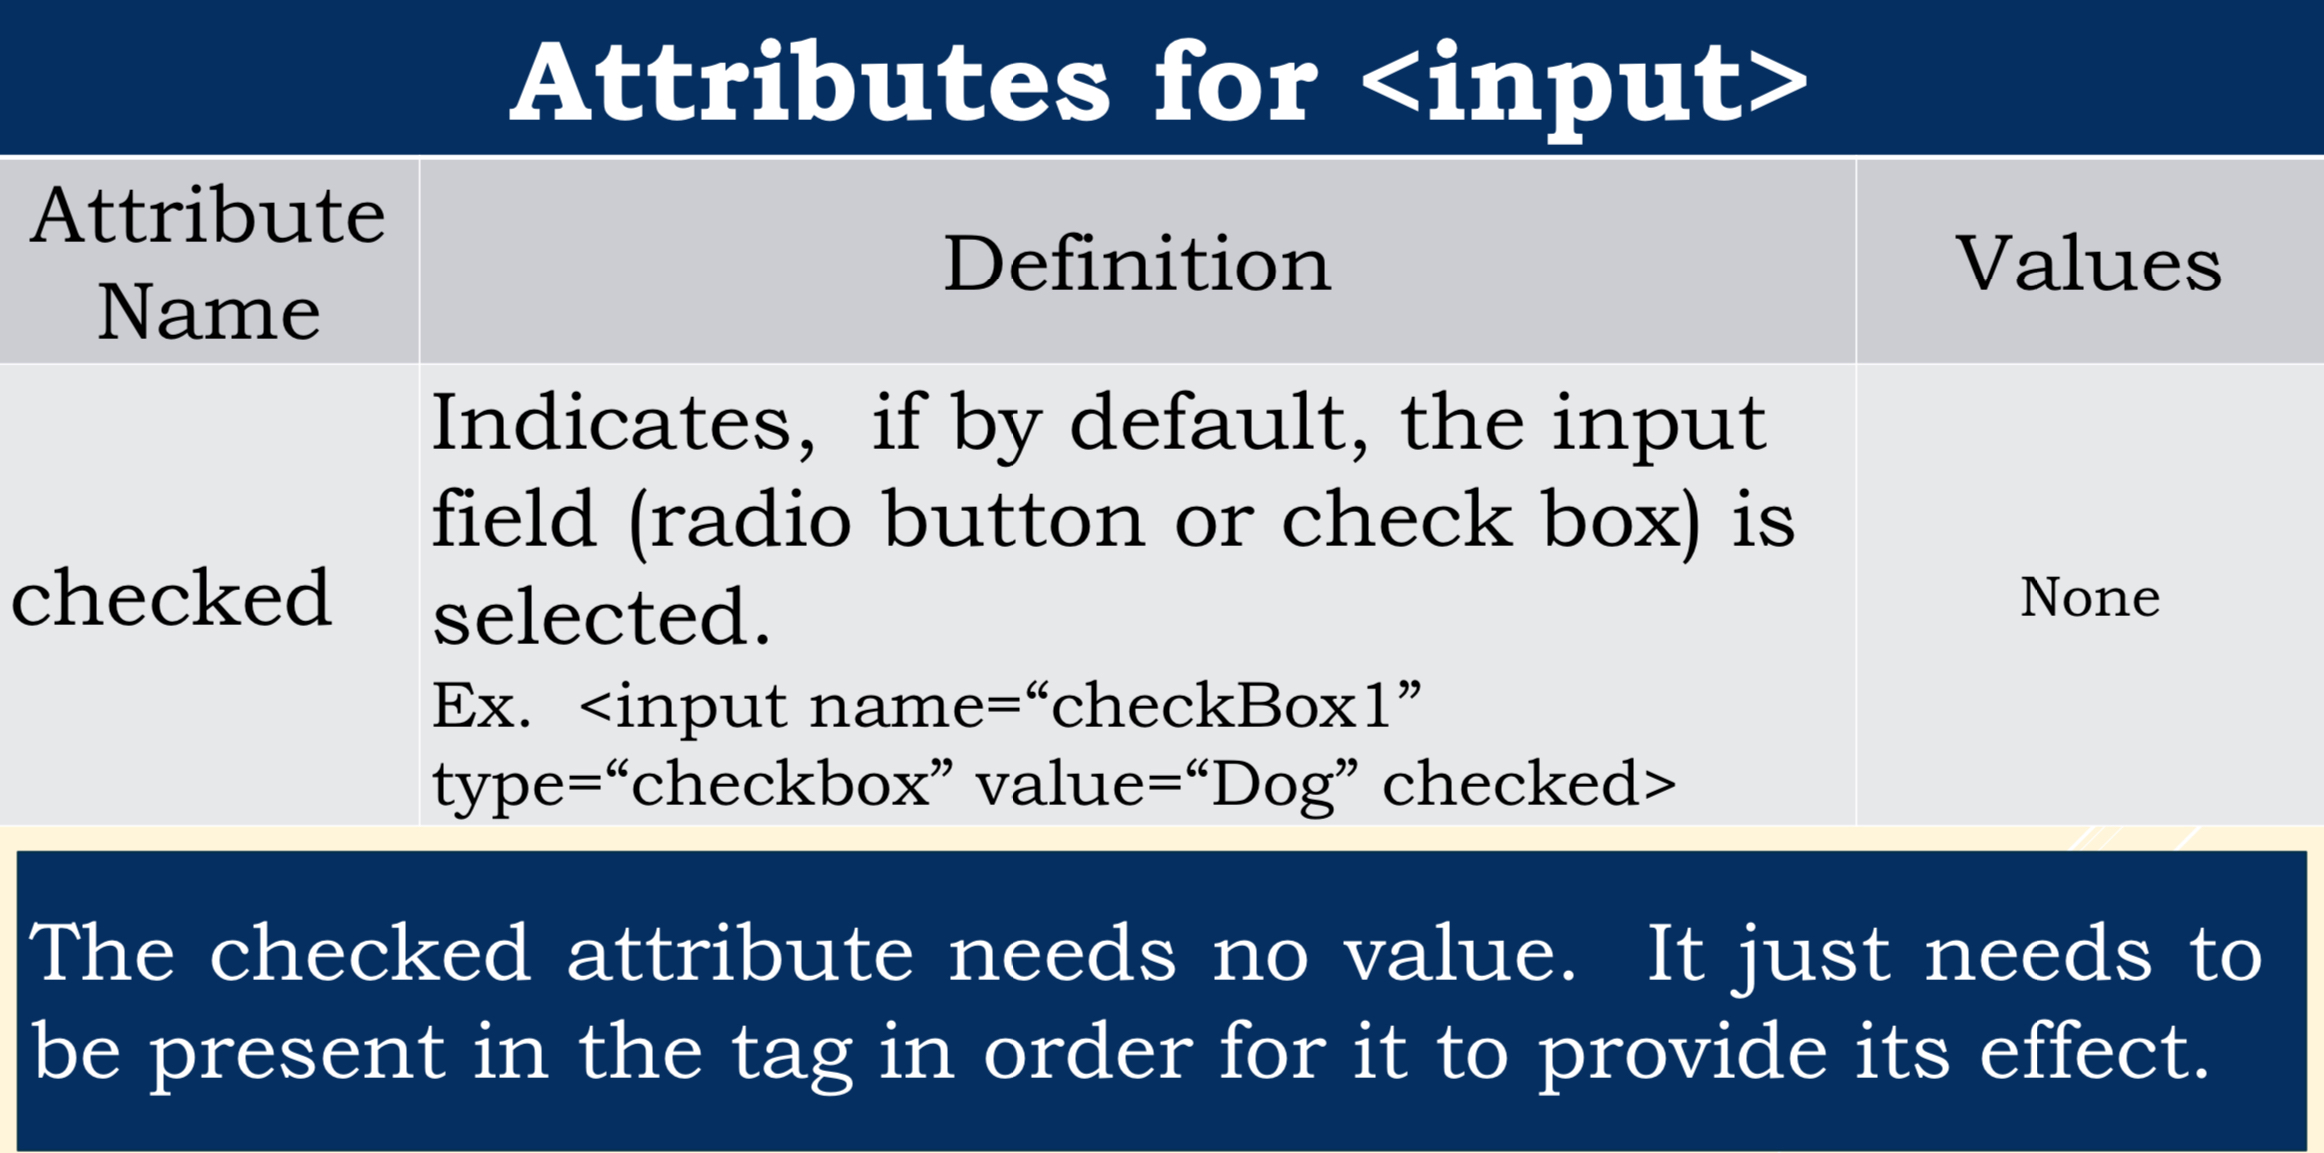 Attributes for <input>
Attribute
Name
Definition
Values
checked
Indicates,  if by default, the input
field (radio button or check box) is
selected.
Ex.  <input name=“checkBox1”
type=“checkbox” value=“Dog” checked>
None
The checked attribute needs no value.  It just needs to
be present in the tag in order for it to provide its effect.